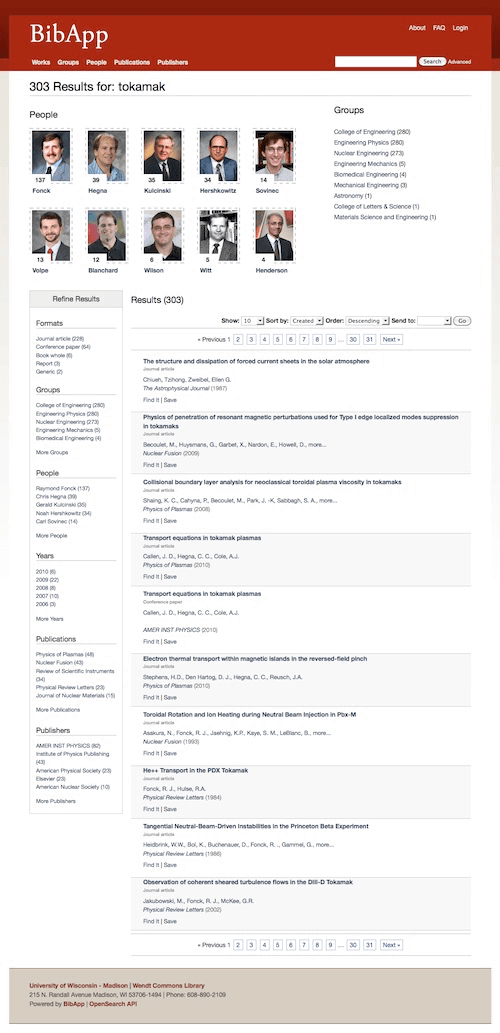 BibApp
About FAQ Login
Works Groups People Publications Publishers
Search Advanced
303 Results for: tokamak
People
137 39 35 34 14
Fonck Hegna Kulcinski Hershkowitz Sovinec
13 12 6 5 4
Volpe Blanchard Wilson Witt Henderson
Groups
College of Engineering (280)
Engineering Physics (280)
Nuclear Engineering (273)
Engineering Mechanics (5)
Biomedical Engineering (4)
Mechanical Engineering (3)
Astronomy (1)
College of Letters & Science (1)
Materials Science and Engineering (1)
Refine Results
Formats
Journal article (228)
Conference paper (64)
Book whole (6)
Report (3)
Generic (2)
Groups
College of Engineering (280)
Engineering Physics (280)
Nuclear Engineering (273)
Engineering Mechanics (5)
Biomedical Engineering (4)
More Groups
People
Raymond Fonck (137)
Chris Hegna (39)
Gerald Kulcinski (35)
Noah Hershkowitz (34)
Carl Sovinec (14)
More People
Years
2010 (6)
2009 (22)
2008 (8)
2007 (10)
2006 (3)
More Years
Publications
Physics of Plasmas (48)
Nuclear Fusion (43)
Review of Scientific Instruments
(34)
Physical Review Letters (23)
Journal of Nuclear Materials (15)
More Publications
Publishers
AMER INST PHYSICS (82)
Institute of Physics Publishing
(43)
American Physical Society (23)
Elsevier (23)
American Nuclear Society (10)
More Publishers
Results (303)
Show: 10 Sort by: Created Order: Descending Send to: Go
« Previous 1 2 3 4 5 6 7 8 9 ... 30 31 Next »
The structure and dissipation of forced current sheets in the solar atmosphere
Journal article
Chiueh, Tzihong, Zweibel, Ellen G.
The Astrophysical Journal (1987)
Find It | Save
Physics of penetration of resonant magnetic perturbations used for Type I edge localized modes suppression
in tokamaks
Journal article
Becoulet, M., Huysmans, G., Garbet, X., Nardon, E., Howell, D., more...
Nuclear Fusion (2009)
Find It | Save
Collisional boundary layer analysis for neoclassical toroidal plasma viscosity in tokamaks
Journal article
Shaing, K. C., Cahyna, P., Becoulet, M., Park, J. -K, Sabbagh, S. A., more...
Physics of Plasmas (2008)
Find It | Save
Transport equations in tokamak plasmas
Journal article
Callen, J. D., Hegna, C. C., Cole, A.J.
Physics of Plasmas (2010)
Find It | Save
Transport equations in tokamak plasmas
Conference paper
Callen, J. D., Hegna, C. C., Cole, A.J.
AMER INST PHYSICS (2010)
Find It | Save
Electron thermal transport within magnetic islands in the reversed-field pinch
Journal article
Stephens, H.D., Den Hartog, D. J., Hegna, C. C., Reusch, J.A.
Physics of Plasmas (2010)
Find It | Save
Toroidal Rotation and Ion Heating during Neutral Beam Injection in Pbx-M
Journal article
Asakura, N., Fonck, R. J., Jaehnig, K.P., Kaye, S. M., LeBlanc, B., more...
Nuclear Fusion (1993)
Find It | Save
He++ Transport in the PDX Tokamak
Journal article
Fonck, R. J., Hulse, R.A.
Physical Review Letters (1984)
Find It | Save
Tangential Neutral-Beam-Driven Instabilities in the Princeton Beta Experiment
Journal article
Heidbrink, W.W., Bol, K., Buchenauer, D., Fonck, R. J., Gammel, G., more...
Physical Review Letters (1986)
Find It | Save
Observation of coherent sheared turbulence flows in the DIII-D Tokamak
Journal article
Jakubowski, M., Fonck, R. J., McKee, G.R.
Physical Review Letters (2002)
Find It | Save
« Previous 1 2 3 4 5 6 7 8 9 ... 30 31 Next »
University of Wisconsin - Madison | Wendt Commons Library
215 N. Randall Avenue Madison, WI 53706-1494 | Phone: 608-890-2109
Powered by BibApp | OpenSearch API